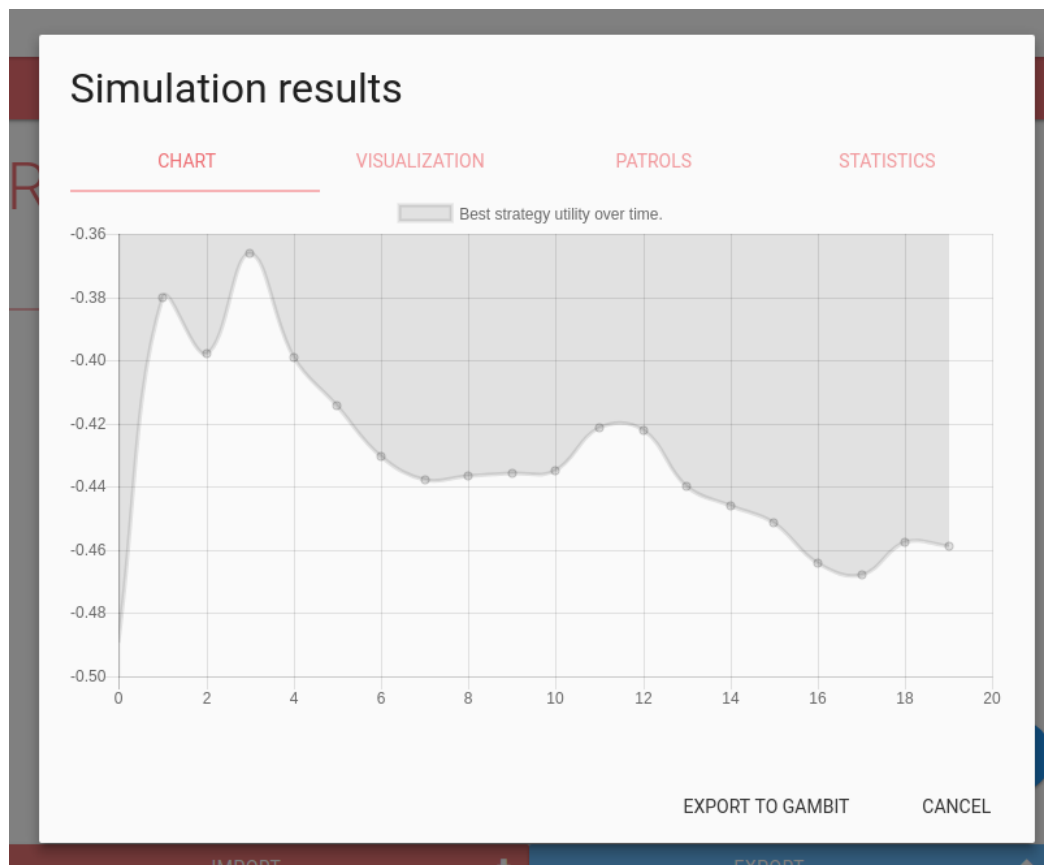 Simulation results
R
CHART VISUALIZATION PATROLS STATISTICS
Best strategy utility over time.
-0.36
-0.38
-0.40
-0.42
-0.44
-0.46
-0.48
-0.50
0 2 4 6 8 10 12 14 16 18 20
EXPORT TO GAMBIT CANCEL
IMPORT EXPORT